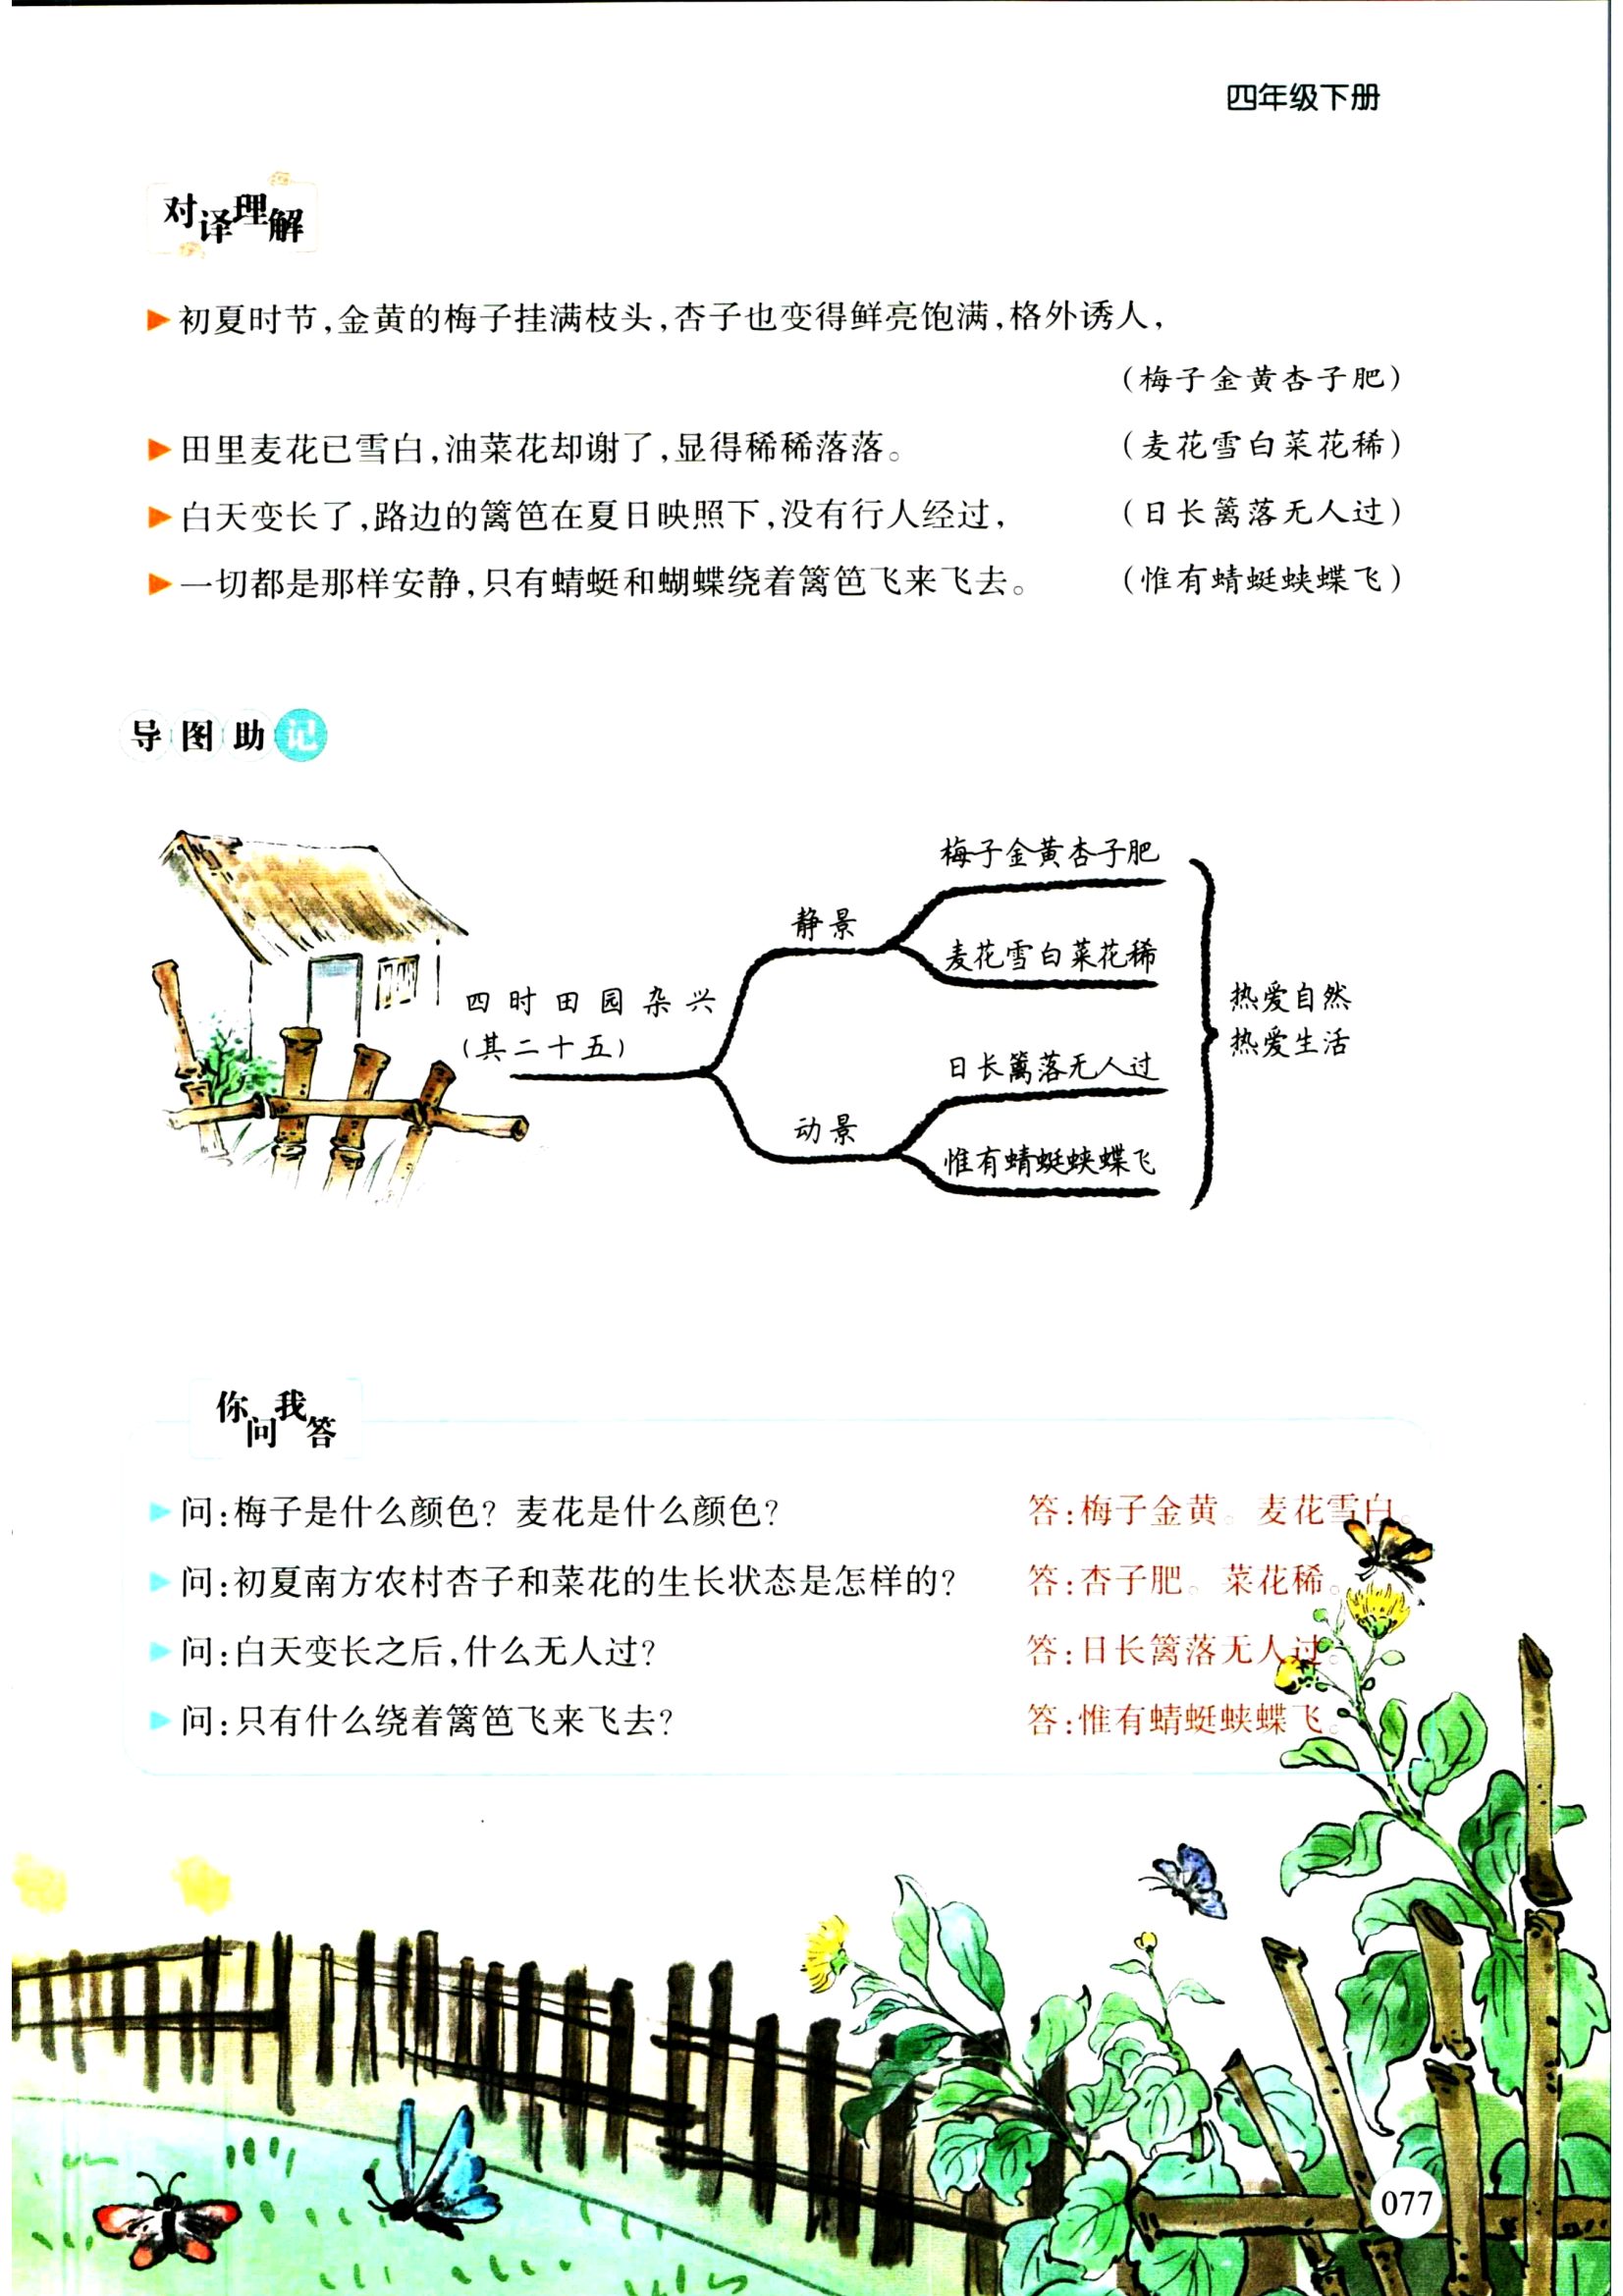 四年级下册
对译理解
初夏时节，金黄的梅子挂满枝头，杏子也变得鲜亮饱满，格外诱人，
（梅子金黄杏子肥）
田里麦花已雪白，油菜花却谢了，显得稀稀落落。（麦花雪白菜花稀）
白天变长了，路边的篱笆在夏日映照下，没有行人经过，（日长篱落无人过）
一切都是那样安静，只有蜻蜓和蝴蝶绕着篱笆飞来飞去。（惟有蜻蜓蛱蝶飞）
导图助记
四时田园杂兴
（其二十五）
静景
梅子金黄杏子肥
麦花雪白菜花稀
动景
日长篱落无人过
惟有蜻蜓蛱蝶飞
热爱自然
热爱生活
你问我答
问：梅子是什么颜色？麦花是什么颜色？ 答：梅子金黄。麦花雪白。
问：初夏南方农村杏子和菜花的生长状态是怎样的？ 答：杏子肥。菜花稀。
问：白天变长之后，什么无人过？ 答：日长篱落无人过。
问：只有什么绕着篱笆飞来飞去？ 答：惟有蜻蜓蛱蝶飞。
077